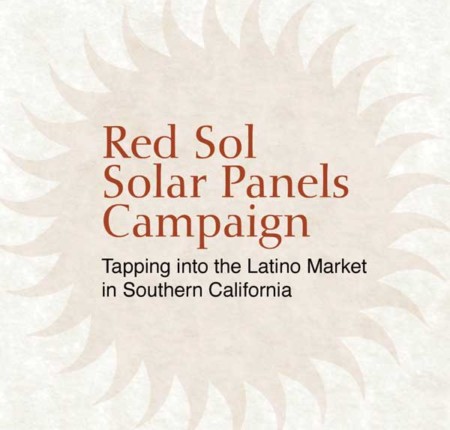 Red Sol
Solar Panels
Campaign
Tapping into the Latino Market
in Southern California